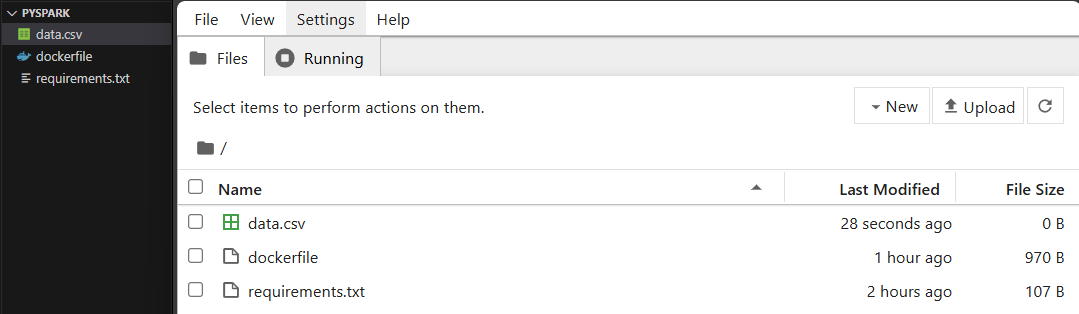 PYSPARK
data.csv
dockerfile
requirements.txt
File View Settings Help
Files Running
Select items to perform actions on them.
New Upload
/
Name Last Modified File Size
data.csv 28 seconds ago 0 B
dockerfile 1 hour ago 970 B
requirements.txt 2 hours ago 107 B